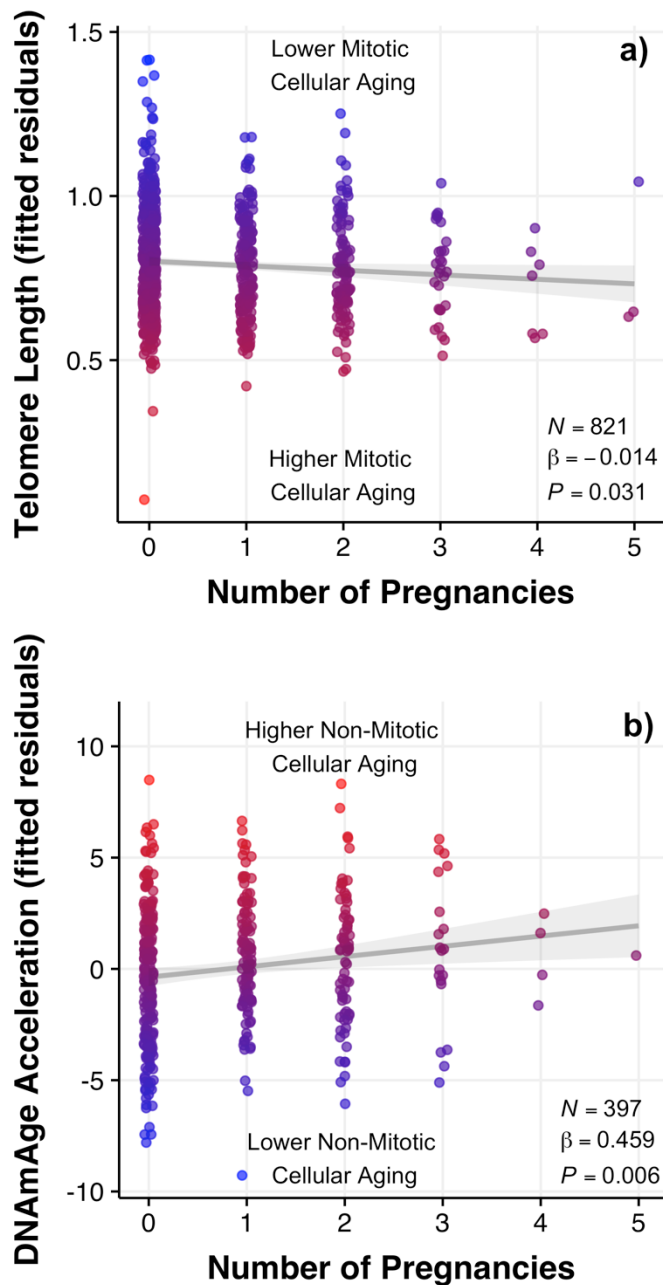 a)
Lower Mitotic
Cellular Aging
Telomere Length (fitted residuals)
1.5
1.0
0.5
Higher Mitotic
Cellular Aging
N = 821
β = −0.014
P = 0.031
0 1 2 3 4 5
Number of Pregnancies
b)
Higher Non-Mitotic
Cellular Aging
DNAmAge Acceleration (fitted residuals)
10
5
0
-5
-10
Lower Non-Mitotic
Cellular Aging
N = 397
β = 0.459
P = 0.006
0 1 2 3 4 5
Number of Pregnancies